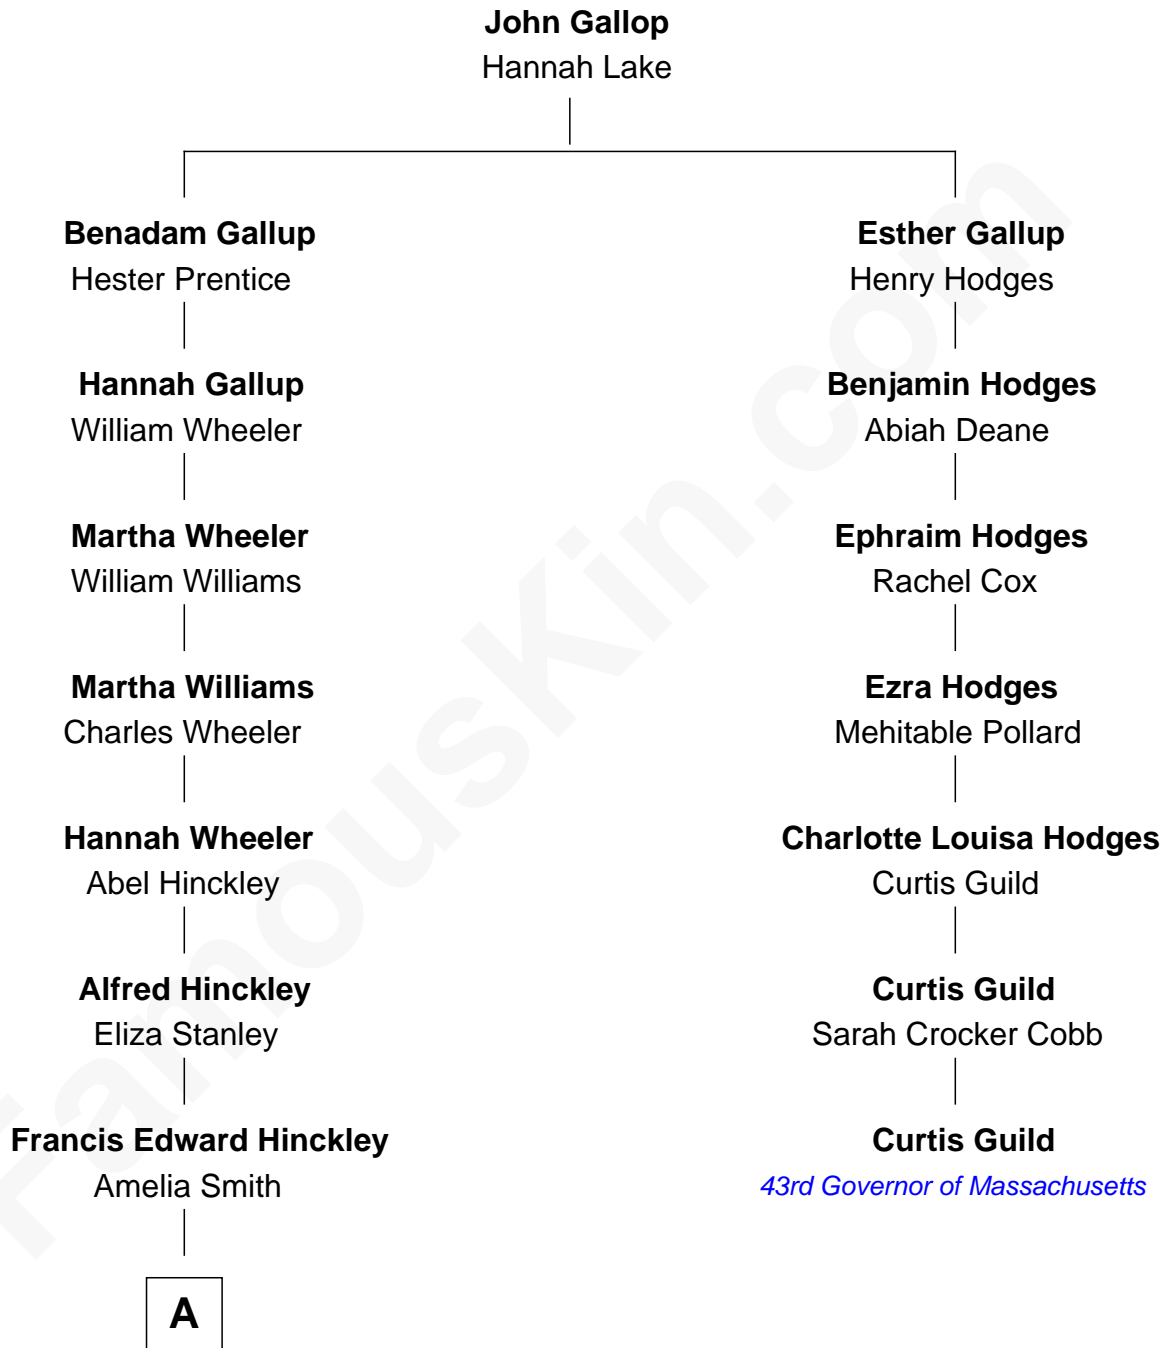 John Gallop
Hannah Lake
Benadam Gallup
Hester Prentice
Hannah Gallup
William Wheeler
Martha Wheeler
William Williams
Martha Williams
Charles Wheeler
Hannah Wheeler
Abel Hinckley
Alfred Hinckley
Eliza Stanley
Francis Edward Hinckley
Amelia Smith
A
Esther Gallup
Henry Hodges
Benjamin Hodges
Abiah Deane
Ephraim Hodges
Rachel Cox
Ezra Hodges
Mehitable Pollard
Charlotte Louisa Hodges
Curtis Guild
Curtis Guild
Sarah Crocker Cobb
Curtis Guild
43rd Governor of Massachusetts
FamousKin.com